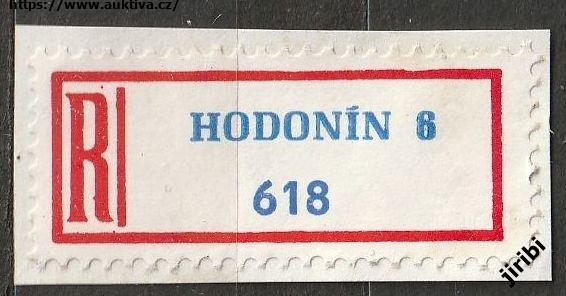 https://www.auktiva.cz/
R
HODONÍN 6
618
jiribi